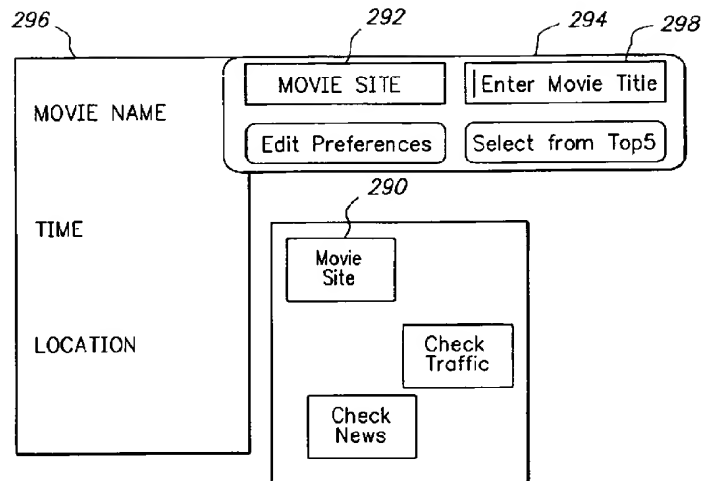 296
292
294
298
MOVIE NAME
MOVIE SITE
Enter Movie Title
Edit Preferences
Select from Top5
TIME
290
Movie
Site
LOCATION
Check
Traffic
Check
News